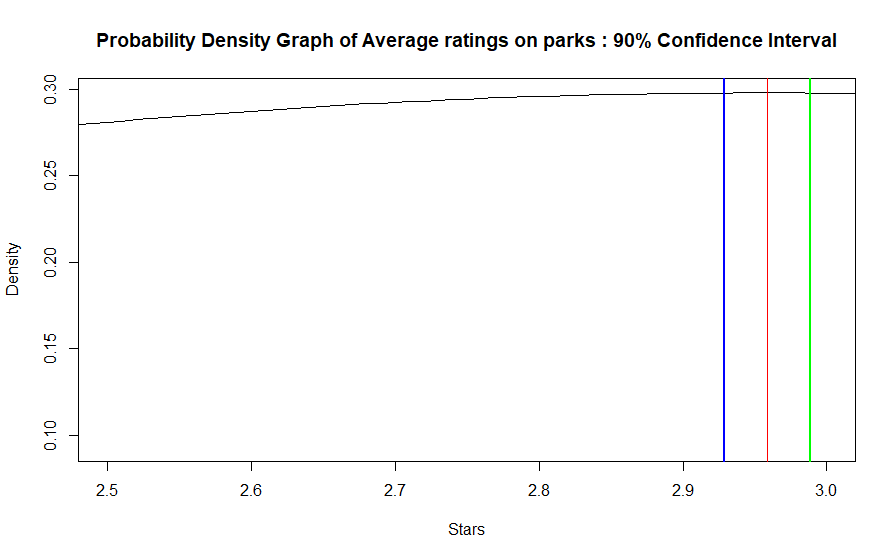 Probability Density Graph of Average ratings on parks : 90% Confidence Interval
0.30
0.25
0.20
0.15
0.10
Density
2.5 2.6 2.7 2.8 2.9 3.0
Stars